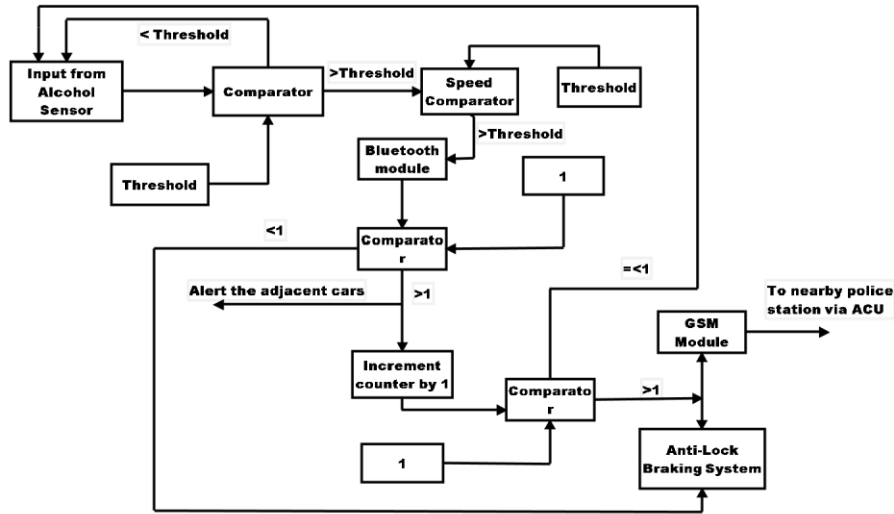 < Threshold
Input from
Alcohol
Sensor
Comparator
>Threshold
Speed
Comparator
Threshold
>Threshold
Threshold
Bluetooth
module
1
<1
Comparato
r
=<1
Alert the adjacent cars
>1
To nearby police
station via ACU
GSM
Module
Increment
counter by 1
Comparato
r
>1
1
Anti-Lock
Braking System